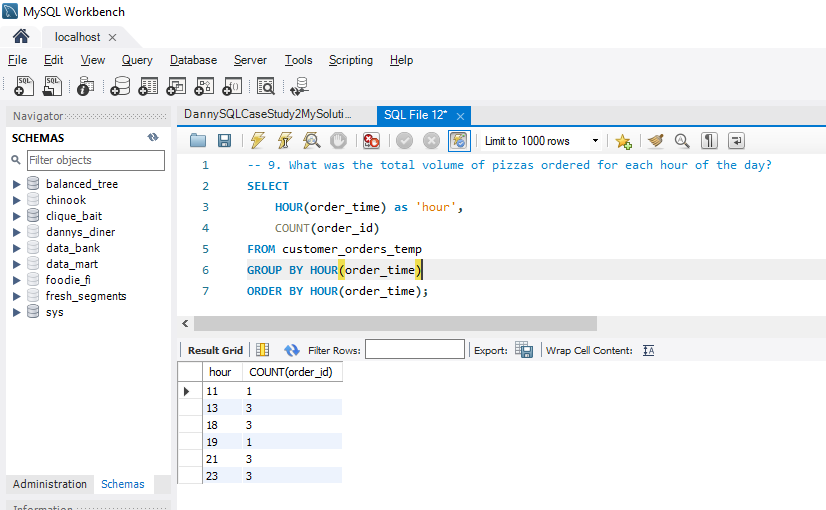 MySQL Workbench
localhost
File Edit View Query Database Server Tools Scripting Help
Navigator
SCHEMAS
Filter objects
balanced_tree
chinook
clique_bait
dannys_diner
data_bank
data_mart
foodie_fi
fresh_segments
sys
Administration Schemas
Information
DannySQLCaseStudy2MySoluti... SQL File 12*
Limit to 1000 rows
1 -- 9. What was the total volume of pizzas ordered for each hour of the day?
2 SELECT
3 HOUR(order_time) as 'hour',
4 COUNT(order_id)
5 FROM customer_orders_temp
6 GROUP BY HOUR(order_time)
7 ORDER BY HOUR(order_time);
Result Grid Filter Rows: Export: Wrap Cell Content:
hour COUNT(order_id)
11 1
13 3
18 3
19 1
21 3
23 3